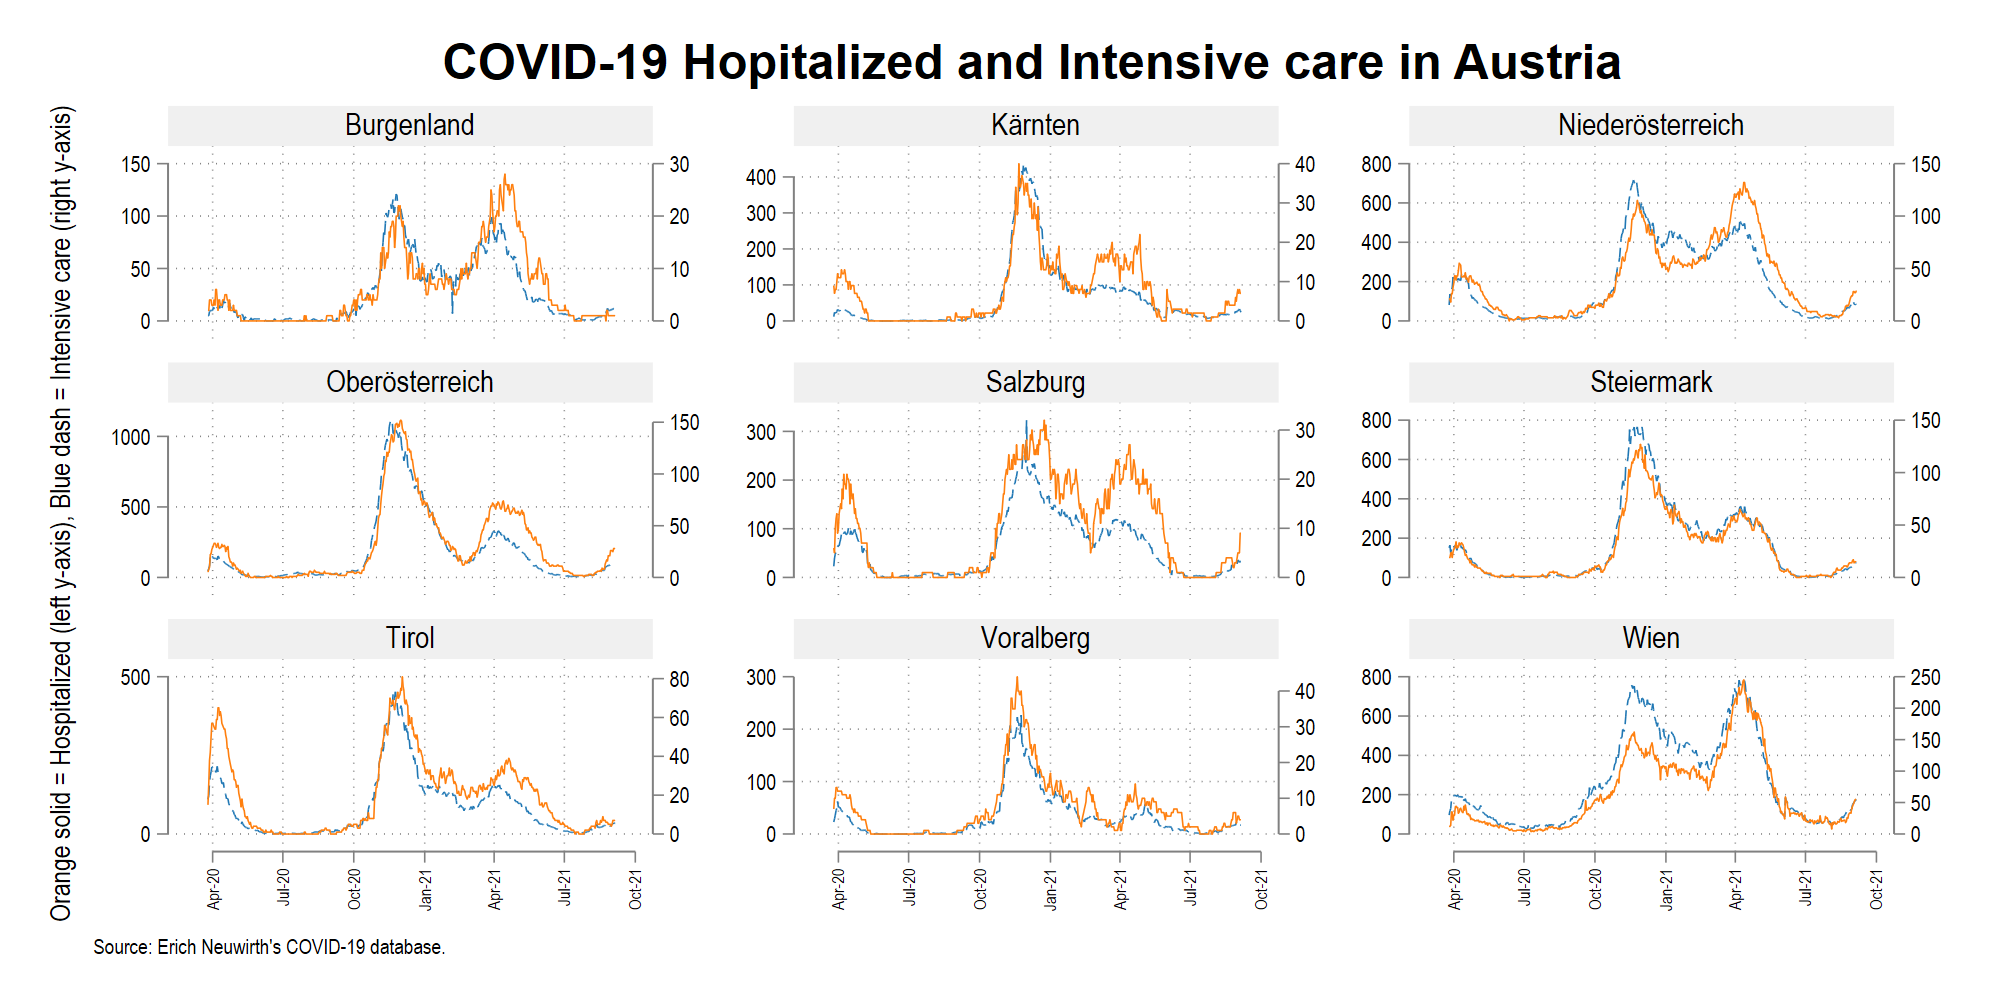 COVID-19 Hopitalized and Intensive care in Austria
Orange solid = Hospitalized (left y-axis), Blue dash = Intensive care (right y-axis)
Burgenland
150
100
50
0
30
20
10
0
Kärnten
400
300
200
100
0
40
30
20
10
0
Niederösterreich
800
600
400
200
0
150
100
50
0
Oberösterreich
1000
500
0
150
100
50
0
Salzburg
300
200
100
0
30
20
10
0
Steiermark
800
600
400
200
0
150
100
50
0
Tirol
500
0
80
60
40
20
0
Apr-20
Jul-20
Oct-20
Jan-21
Apr-21
Jul-21
Oct-21
Voralberg
300
200
100
0
40
30
20
10
0
Apr-20
Jul-20
Oct-20
Jan-21
Apr-21
Jul-21
Oct-21
Wien
800
600
400
200
0
250
200
150
100
50
0
Apr-20
Jul-20
Oct-20
Jan-21
Apr-21
Jul-21
Oct-21
Source: Erich Neuwirth's COVID-19 database.